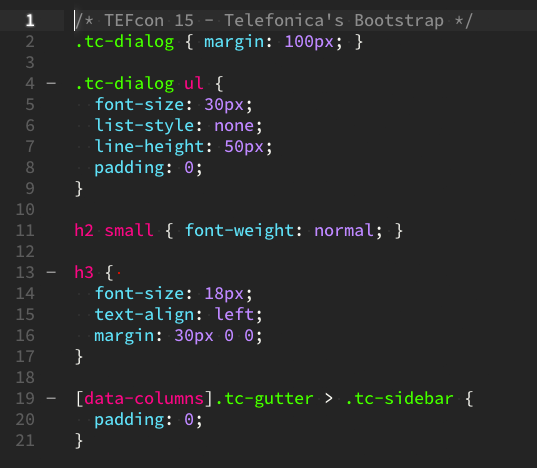 1 /* TEFcon 15 - Telefonica's Bootstrap */
2 .tc-dialog { margin: 100px; }
3
4 − .tc-dialog ul {
5   font-size: 30px;
6   list-style: none;
7   line-height: 50px;
8   padding: 0;
9 }
10
11 h2 small { font-weight: normal; }
12
13 − h3 {
14   font-size: 18px;
15   text-align: left;
16   margin: 30px 0 0;
17 }
18
19 − [data-columns].tc-gutter > .tc-sidebar {
20   padding: 0;
21 }